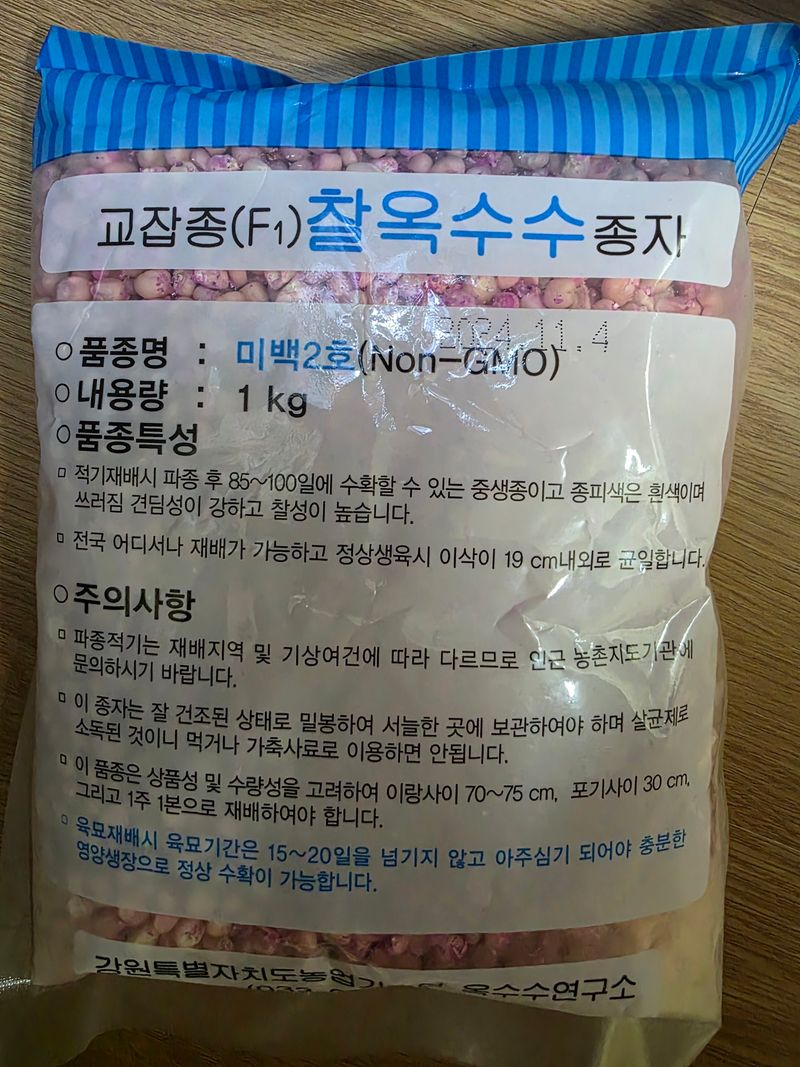 교잡종(F1)찰옥수수종자
2024.11.4
○ 품종명 : 미백2호(Non-GMO)
○ 내용량 : 1 kg
○ 품종특성
▫ 적기재배시 파종 후 85~100일에 수확할 수 있는 중생종이고 종피색은 흰색이며
쓰러짐 견딤성이 강하고 찰성이 높습니다.
▫ 전국 어디서나 재배가 가능하고 정상생육시 이삭이 19 cm내외로 균일합니다.
○ 주의사항
▫ 파종적기는 재배지역 및 기상여건에 따라 다르므로 인근 농촌지도기관에
문의하시기 바랍니다.
▫ 이 종자는 잘 건조된 상태로 밀봉하여 서늘한 곳에 보관하여야 하며 살균제로
소독된 것이니 먹거나 가축사료로 이용하면 안됩니다.
▫ 이 품종은 상품성 및 수량성을 고려하여 이랑사이 70~75 cm, 포기사이 30 cm,
그리고 1주 1본으로 재배하여야 합니다.
▫ 육묘재배시 육묘기간은 15~20일을 넘기지 않고 아주심기 되어야 충분한
영양생장으로 정상 수확이 가능합니다.
강원특별자치도농업기 옥수수연구소